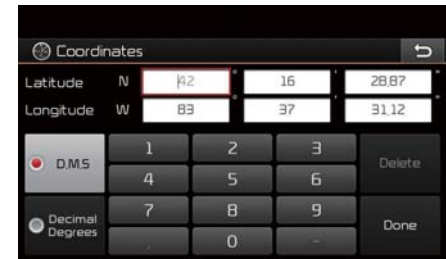 Coordinates
Latitude N 42 ° 16 ' 28.87 "
Longitude W 83 ° 37 ' 31.12 "
D.M.S 1 2 3 Delete
4 5 6
Decimal Degrees 7 8 9 Done
. 0 -